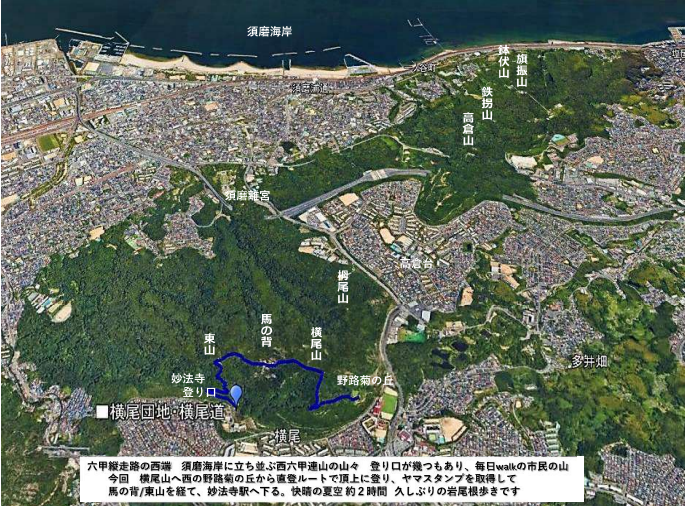 須磨海岸
鉢伏山
旗振山
鉄拐山
高倉山
須磨離宮
高倉台
栂尾山
馬の背
横尾山
東山
妙法寺
登り口
野路菊の丘
多井畑
■横尾団地・横尾道
横尾
六甲縦走路の西端　須磨海岸に立ち並ぶ西六甲連山の山々　登り口が幾つもあり、毎日walkの市民の山
今回　横尾山へ西の野路菊の丘から直登ルートで頂上に登り、ヤマスタンプを取得して
馬の背/東山を経て、妙法寺駅へ下る。快晴の夏空 約２時間　久しぶりの岩尾根歩きです